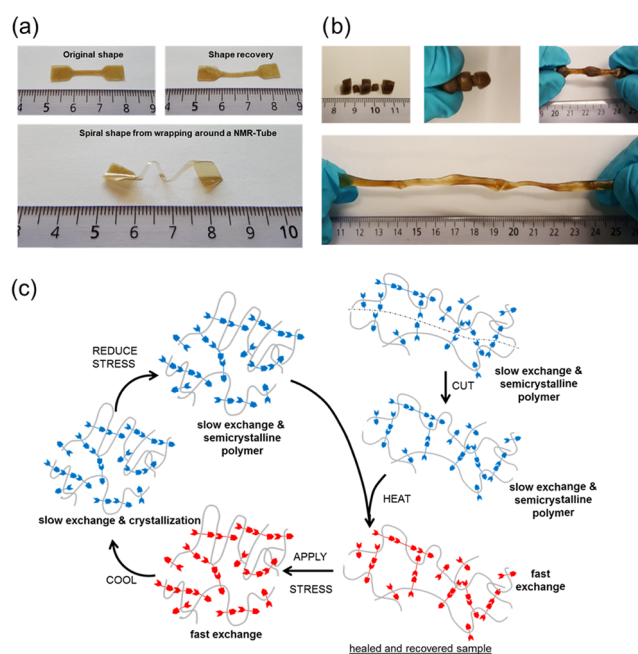 (a)
Original shape
Shape recovery
4 5 6 7 8 9
4 5 6 7 8 9
Spiral shape from wrapping around a NMR-Tube
4 5 6 7 8 9 10
(b)
8 9 10 11
11 12 13 14 15 16 17 18 19 20 21 22 23 24 25
(c)
REDUCE
STRESS
slow exchange &
semicrystalline
polymer
slow exchange &
semicrystalline
polymer
CUT
slow exchange &
semicrystalline
polymer
slow exchange & crystallization
HEAT
COOL
APPLY
STRESS
fast exchange
fast
exchange
healed and recovered sample